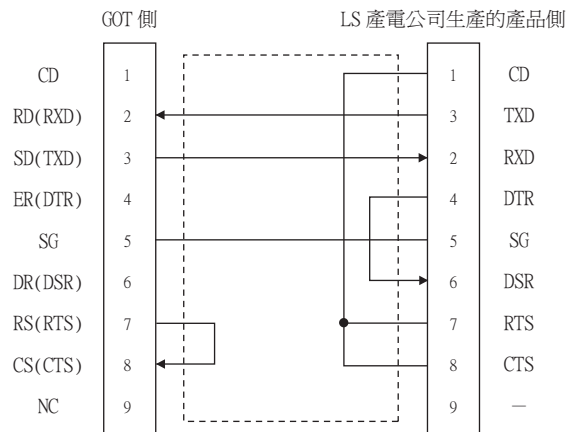 GOT 側 LS 產電公司生產的產品側
CD 1 1 CD
RD(RXD) 2 3 TXD
SD(TXD) 3 2 RXD
ER(DTR) 4 4 DTR
SG 5 5 SG
DR(DSR) 6 6 DSR
RS(RTS) 7 7 RTS
CS(CTS) 8 8 CTS
NC 9 9 —